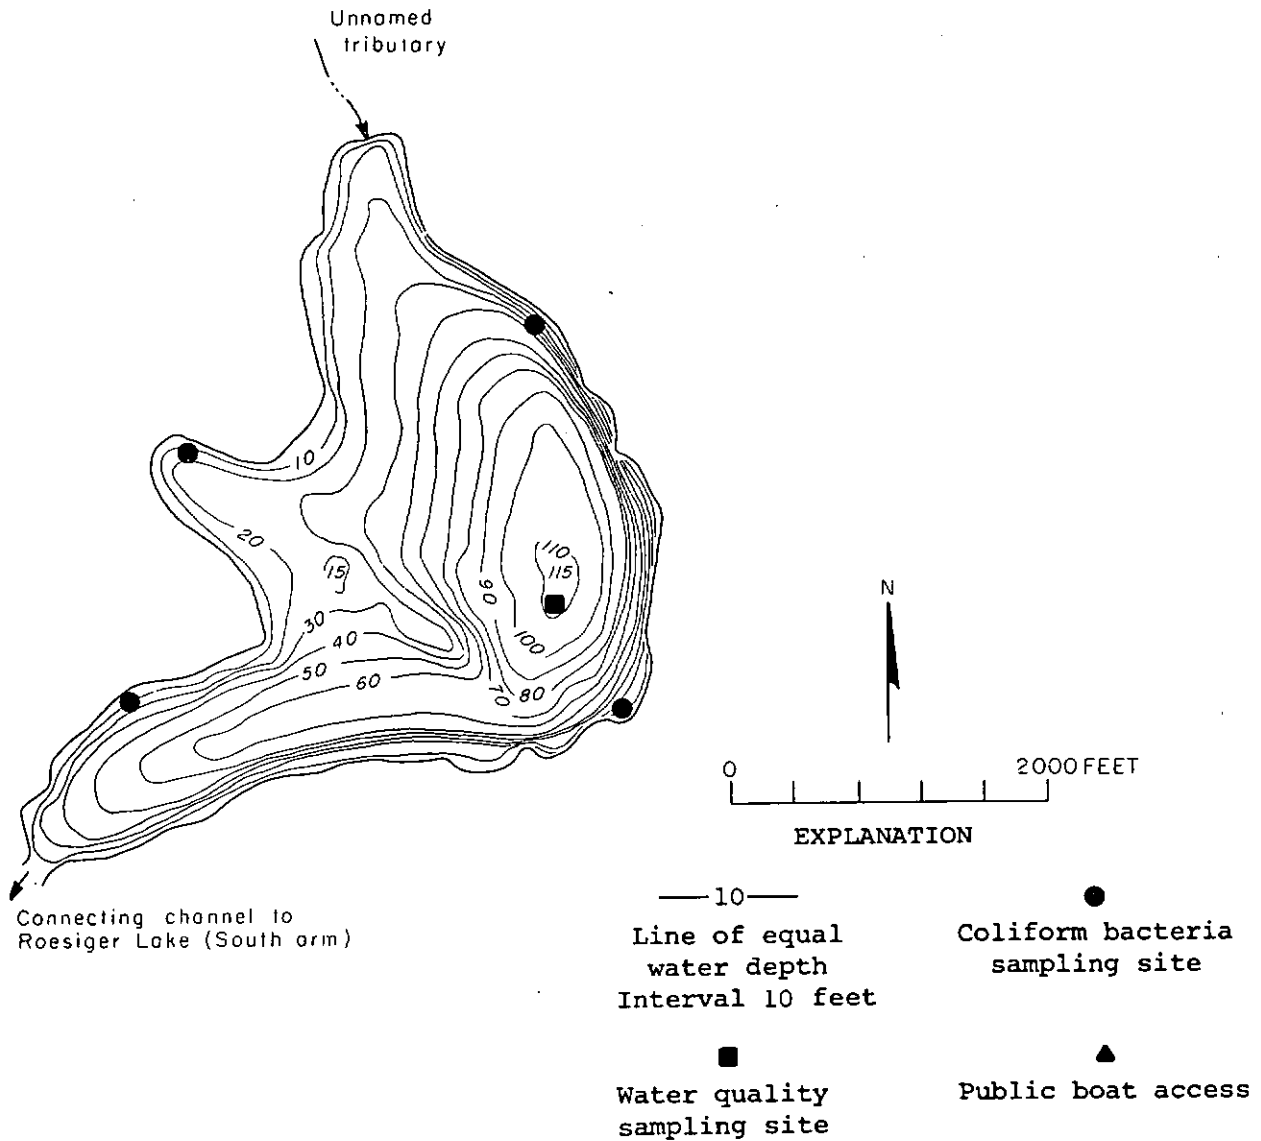 Unnamed
tributary
10
20
15
30
40
50
60
70
80
90
100
110
115
N
0 2000 FEET
EXPLANATION
10
Line of equal
water depth
Interval 10 feet
Coliform bacteria
sampling site
Water quality
sampling site
Public boat access
Connecting channel to
Roesiger Lake (South arm)